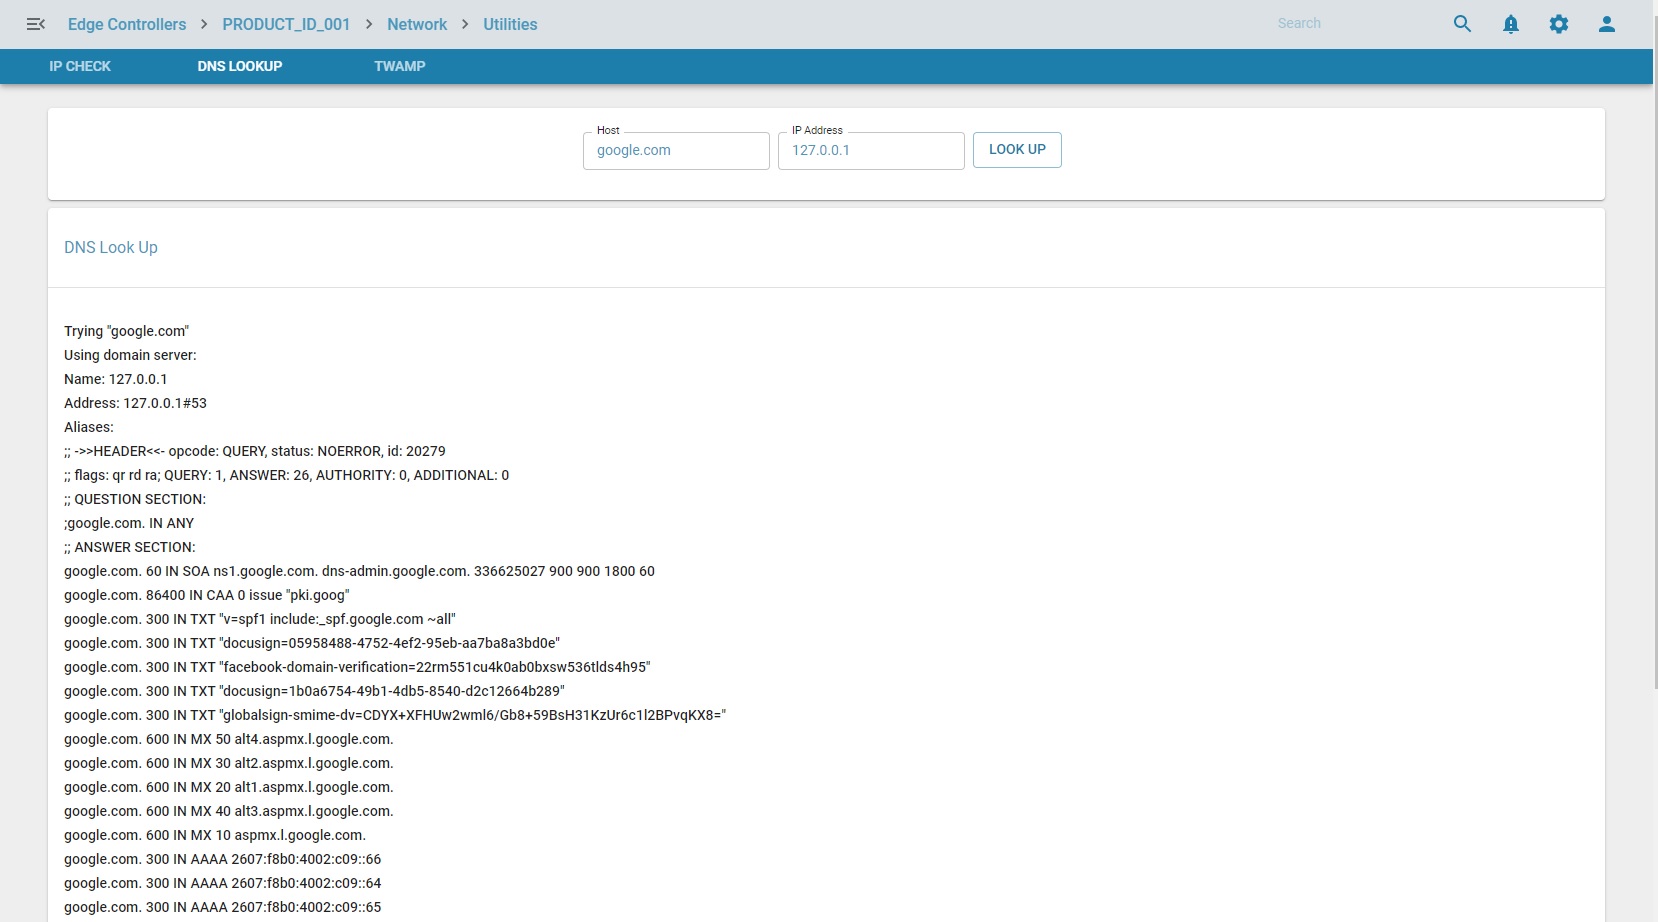 Edge Controllers > PRODUCT_ID_001 > Network > Utilities
Search
IP CHECK
DNS LOOKUP
TWAMP
Host
google.com
IP Address
127.0.0.1
LOOK UP
DNS Look Up
Trying "google.com"
Using domain server:
Name: 127.0.0.1
Address: 127.0.0.1#53
Aliases:
;; ->>HEADER<<- opcode: QUERY, status: NOERROR, id: 20279
;; flags: qr rd ra; QUERY: 1, ANSWER: 26, AUTHORITY: 0, ADDITIONAL: 0
;; QUESTION SECTION:
;google.com. IN ANY
;; ANSWER SECTION:
google.com. 60 IN SOA ns1.google.com. dns-admin.google.com. 336625027 900 900 1800 60
google.com. 86400 IN CAA 0 issue "pki.goog"
google.com. 300 IN TXT "v=spf1 include:_spf.google.com ~all"
google.com. 300 IN TXT "docusign=05958488-4752-4ef2-95eb-aa7ba8a3bd0e"
google.com. 300 IN TXT "facebook-domain-verification=22rm551cu4k0ab0bxsw536tlds4h95"
google.com. 300 IN TXT "docusign=1b0a6754-49b1-4db5-8540-d2c12664b289"
google.com. 300 IN TXT "globalsign-smime-dv=CDYX+XFHUw2wml6/Gb8+59BsH31KzUr6c1l2BPvqKX8="
google.com. 600 IN MX 50 alt4.aspmx.l.google.com.
google.com. 600 IN MX 30 alt2.aspmx.l.google.com.
google.com. 600 IN MX 20 alt1.aspmx.l.google.com.
google.com. 600 IN MX 40 alt3.aspmx.l.google.com.
google.com. 600 IN MX 10 aspmx.l.google.com.
google.com. 300 IN AAAA 2607:f8b0:4002:c09::66
google.com. 300 IN AAAA 2607:f8b0:4002:c09::64
google.com. 300 IN AAAA 2607:f8b0:4002:c09::65